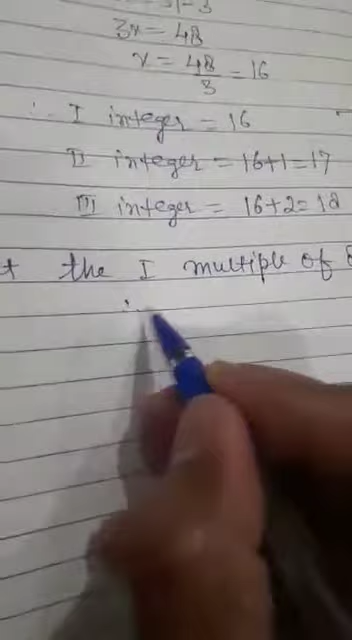 3x = 48
x = 48/3 = 16
∴ I integer = 16
II integer = 16+1=17
III integer = 16+2=18
the I multiple of
∴